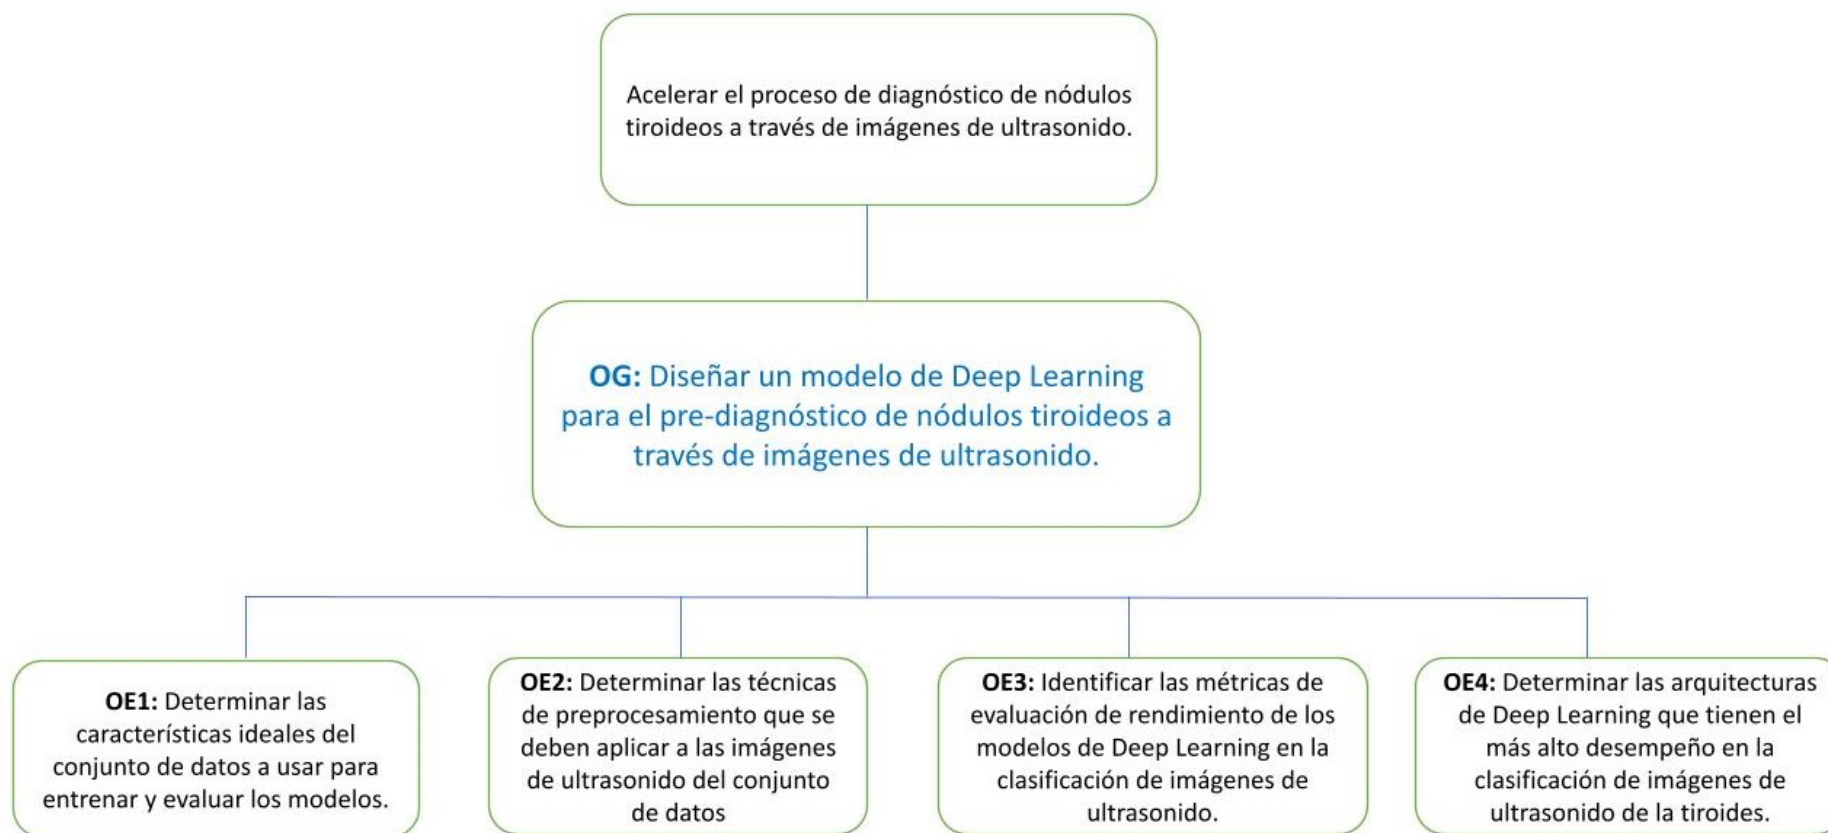 Acelerar el proceso de diagnóstico de nódulos
tiroideos a través de imágenes de ultrasonido.
OG: Diseñar un modelo de Deep Learning
para el pre-diagnóstico de nódulos tiroideos a
través de imágenes de ultrasonido.
OE1: Determinar las
características ideales del
conjunto de datos a usar para
entrenar y evaluar los modelos.
OE2: Determinar las técnicas
de preprocesamiento que se
deben aplicar a las imágenes
de ultrasonido del conjunto
de datos
OE3: Identificar las métricas de
evaluación de rendimiento de los
modelos de Deep Learning en la
clasificación de imágenes de
ultrasonido.
OE4: Determinar las arquitecturas
de Deep Learning que tienen el
más alto desempeño en la
clasificación de imágenes de
ultrasonido de la tiroides.